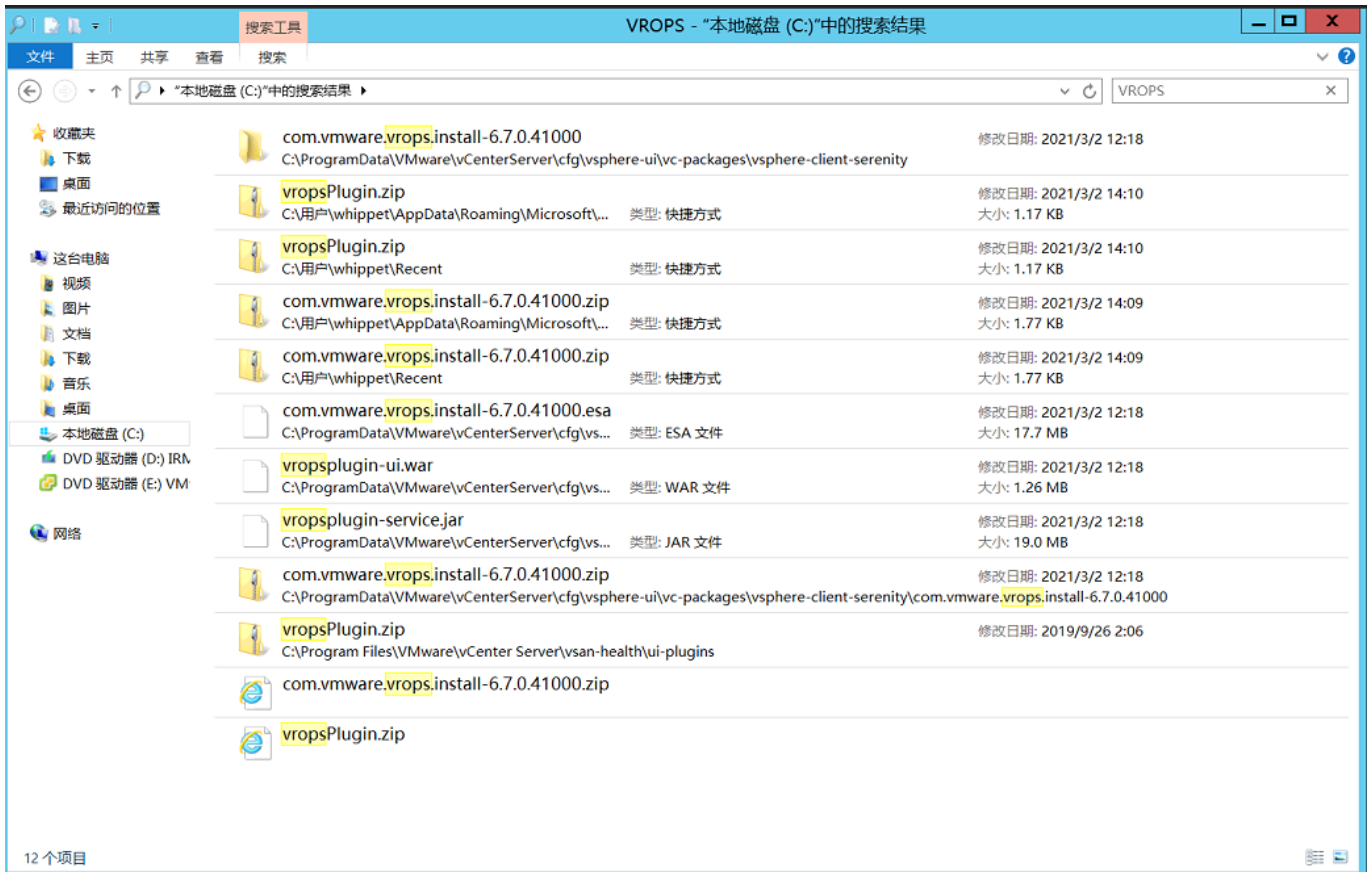 VROPS - “本地磁盘 (C:)”中的搜索结果
搜索工具
文件 主页 共享 查看 搜索
“本地磁盘 (C:)”中的搜索结果
VROPS
收藏夹
下载
桌面
最近访问的位置
这台电脑
视频
图片
文档
下载
音乐
桌面
本地磁盘 (C:)
DVD 驱动器 (D:) IRM
DVD 驱动器 (E:) VM
网络
com.vmware.vrops.install-6.7.0.41000 修改日期: 2021/3/2 12:18
C:\ProgramData\VMware\vCenterServer\cfg\vsphere-ui\vc-packages\vsphere-client-serenity
vropsPlugin.zip 修改日期: 2021/3/2 14:10
C:\用户\whippet\AppData\Roaming\Microsoft\... 类型: 快捷方式 大小: 1.17 KB
vropsPlugin.zip 修改日期: 2021/3/2 14:10
C:\用户\whippet\Recent 类型: 快捷方式 大小: 1.17 KB
com.vmware.vrops.install-6.7.0.41000.zip 修改日期: 2021/3/2 14:09
C:\用户\whippet\AppData\Roaming\Microsoft\... 类型: 快捷方式 大小: 1.77 KB
com.vmware.vrops.install-6.7.0.41000.zip 修改日期: 2021/3/2 14:09
C:\用户\whippet\Recent 类型: 快捷方式 大小: 1.77 KB
com.vmware.vrops.install-6.7.0.41000.esa 修改日期: 2021/3/2 12:18
C:\ProgramData\VMware\vCenterServer\cfg\vs... 类型: ESA 文件 大小: 17.7 MB
vropsplugin-ui.war 修改日期: 2021/3/2 12:18
C:\ProgramData\VMware\vCenterServer\cfg\vs... 类型: WAR 文件 大小: 1.26 MB
vropsplugin-service.jar 修改日期: 2021/3/2 12:18
C:\ProgramData\VMware\vCenterServer\cfg\vs... 类型: JAR 文件 大小: 19.0 MB
com.vmware.vrops.install-6.7.0.41000.zip 修改日期: 2021/3/2 12:18
C:\ProgramData\VMware\vCenterServer\cfg\vsphere-ui\vc-packages\vsphere-client-serenity\com.vmware.vrops.install-6.7.0.41000
vropsPlugin.zip 修改日期: 2019/9/26 2:06
C:\Program Files\VMware\vCenter Server\vsan-health\ui-plugins
com.vmware.vrops.install-6.7.0.41000.zip
vropsPlugin.zip
12 个项目